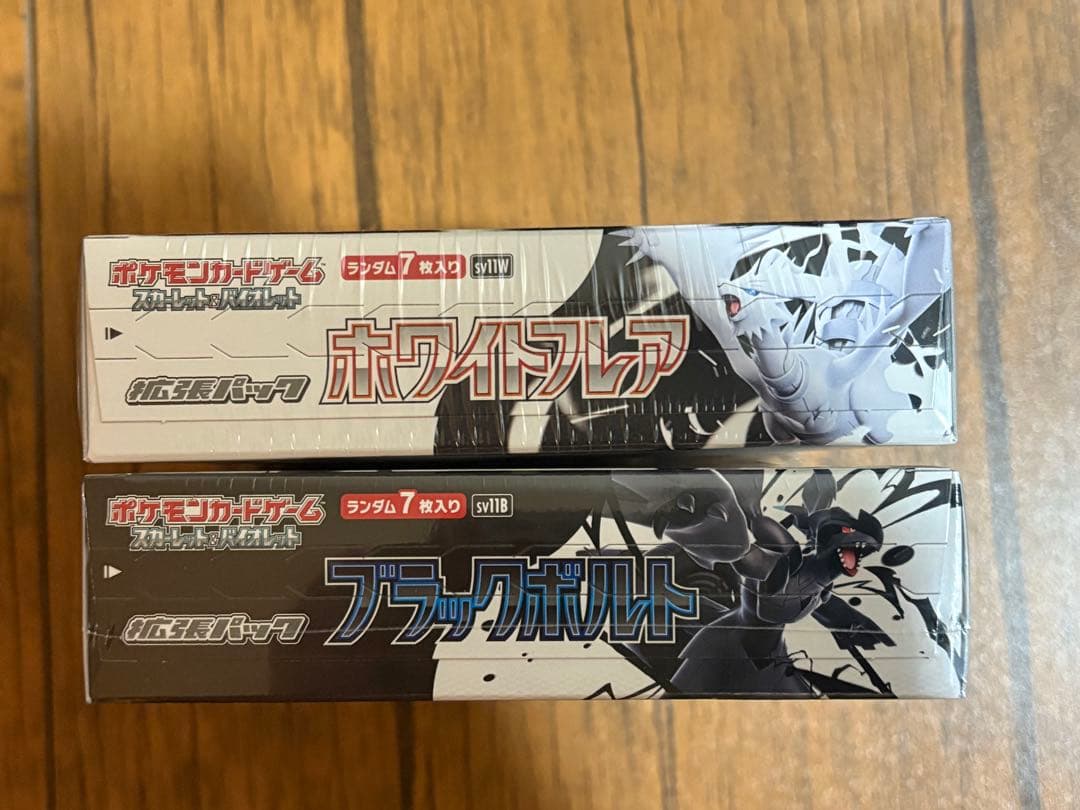 ポケモンカードゲーム
スカーレット&バイオレット
ランダム7枚入り
SV11W
拡張パック
ホワイトフレア
ポケモンカードゲーム
スカーレット&バイオレット
ランダム7枚入り
SV11B
拡張パック
ブラックボルト